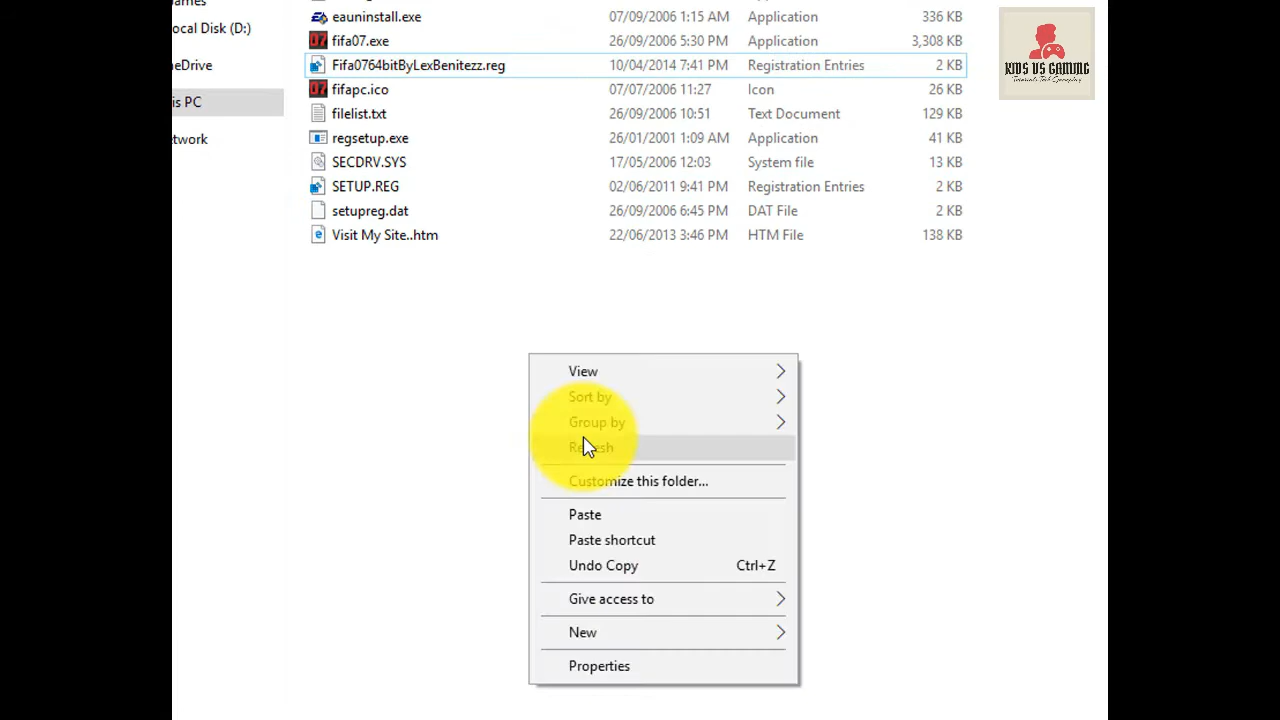 ames
ocal Disk (D:)
neDrive
is PC
etwork
eauninstall.exe 07/09/2006 1:15 AM Application 336 KB
fifa07.exe 26/09/2006 5:30 PM Application 3,308 KB
Fifa0764bitByLexBenitezz.reg 10/04/2014 7:41 PM Registration Entries 2 KB
fifapc.ico 07/07/2006 11:27 Icon 26 KB
filelist.txt 26/09/2006 10:51 Text Document 129 KB
regsetup.exe 26/01/2001 1:09 AM Application 41 KB
SECDRV.SYS 17/05/2006 12:03 System file 13 KB
SETUP.REG 02/06/2011 9:41 PM Registration Entries 2 KB
setupreg.dat 26/09/2006 6:45 PM DAT File 2 KB
Visit My Site..htm 22/06/2013 3:46 PM HTM File 138 KB
KIDS VS GAMING
View
Sort by
Group by
Refresh
Customize this folder...
Paste
Paste shortcut
Undo Copy Ctrl+Z
Give access to
New
Properties